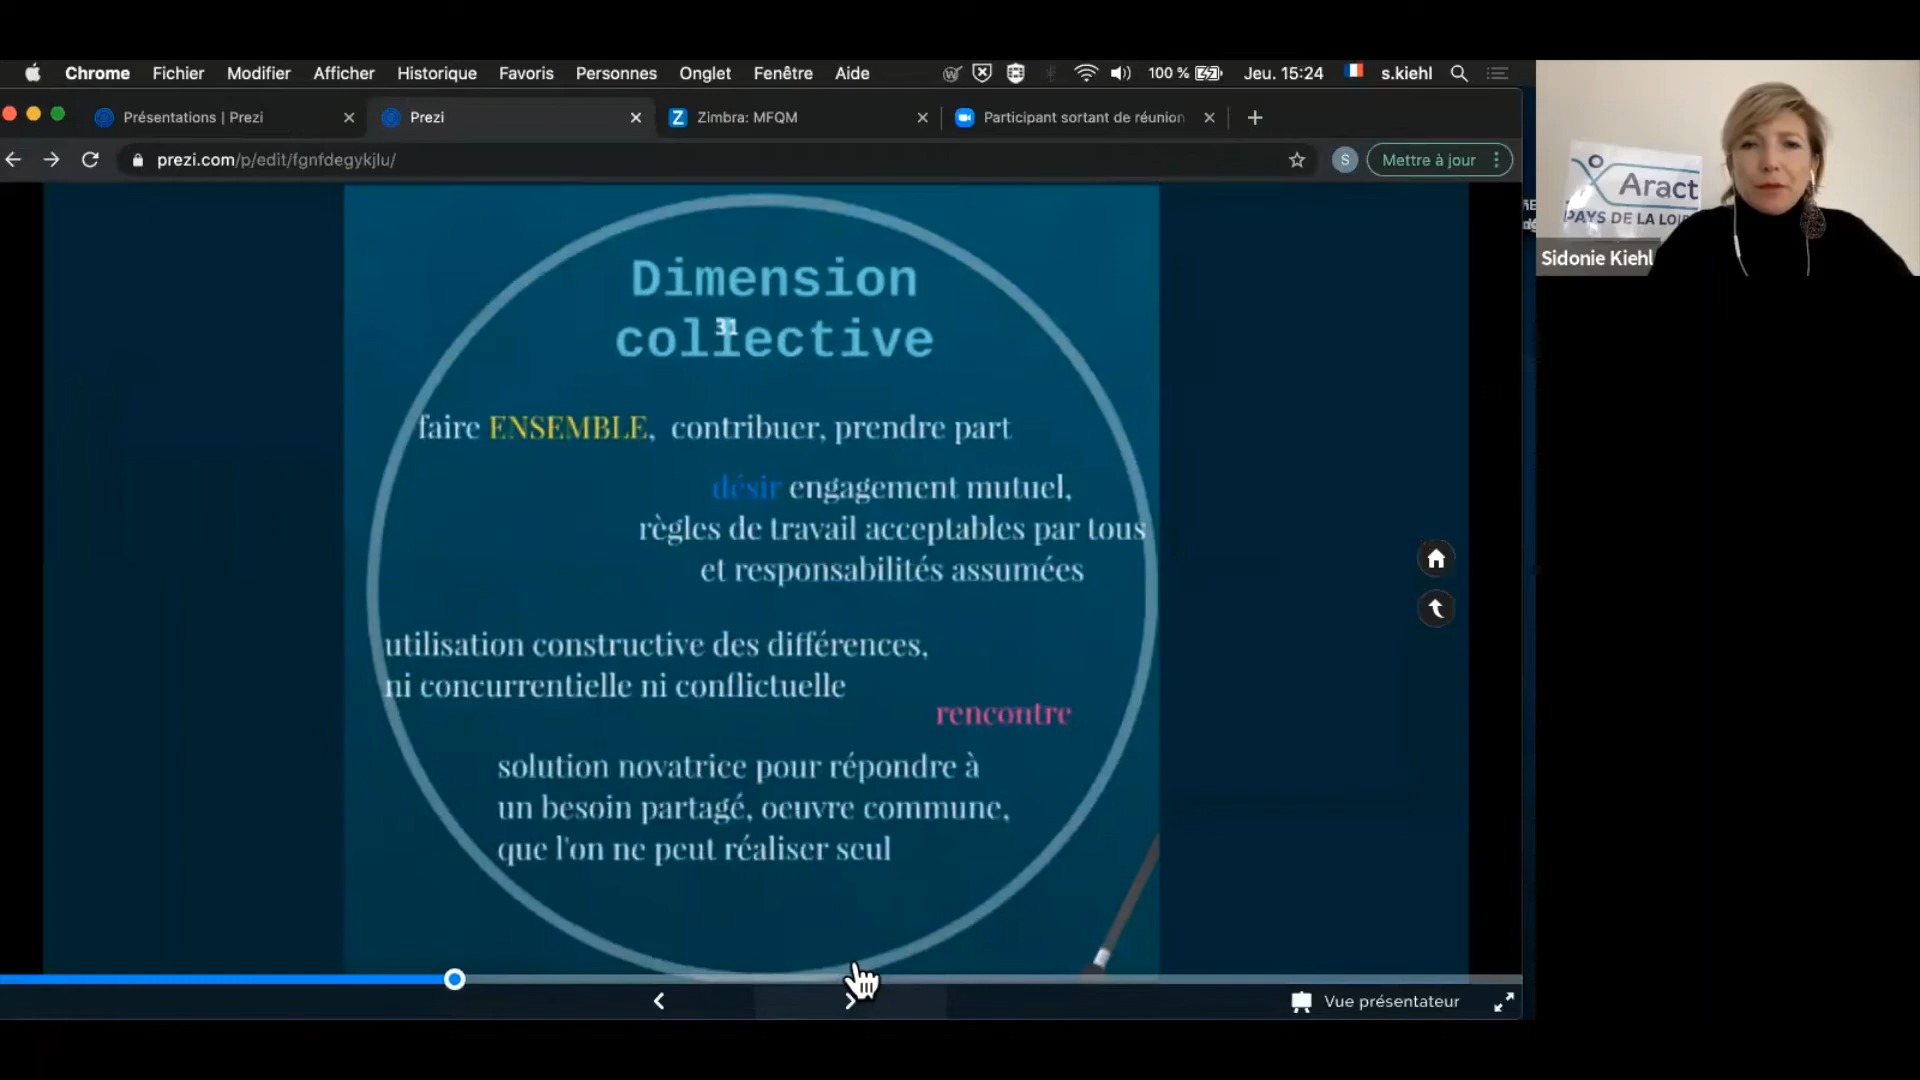 Chrome Fichier Modifier Afficher Historique Favoris Personnes Onglet Fenêtre Aide 100 % Jeu. 15:24 s.kiehl
Présentations | Prezi
Prezi
Zimbra: MFQM
Participant sortant de réunion
prezi.com/p/edit/fgnfdegykjlu/
S
Mettre à jour
Aract
PAYS DE LA LOIR
Sidonie Kiehl
Dimension
collective
31
faire ENSEMBLE, contribuer, prendre part
désir engagement mutuel,
règles de travail acceptables par tous
et responsabilités assumées
utilisation constructive des différences,
ni concurrentielle ni conflictuelle
rencontre
solution novatrice pour répondre à
un besoin partagé, oeuvre commune,
que l'on ne peut réaliser seul
Vue présentateur